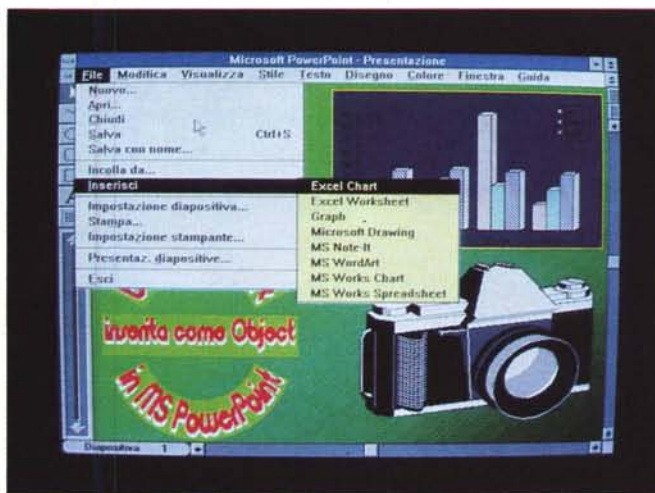 Microsoft PowerPoint - Presentazione
File Modifica Visualizza Stile Testo Disegno Colore Finestra Guida
Nuovo...
Apri...
Chiudi
Salva Ctrl+S
Salva con nome...
Incolla da...
Inserisci
Impostazione diapositiva...
Stampa...
Impostazione stampante...
Presentaz. diapositive...
Esci
Excel Chart
Excel Worksheet
Graph
Microsoft Drawing
MS Note-It
MS WordArt
MS Works Chart
MS Works Spreadsheet
inserita come Object
in MS PowerPoint
Diapositiva 1